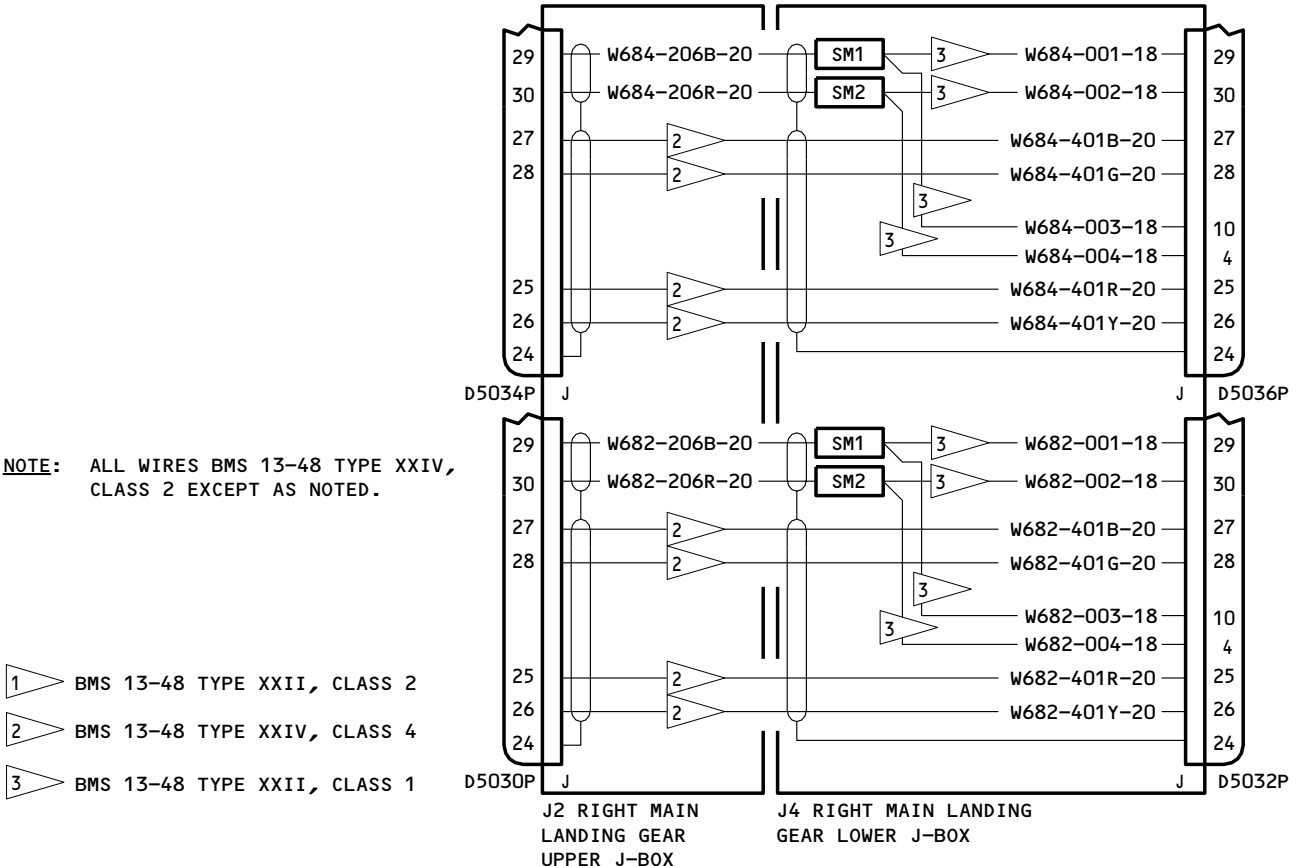 29 W684-206B-20 SM1 3 W684-001-18 29
30 W684-206R-20 SM2 3 W684-002-18 30
27 2 W684-401B-20 27
28 2 W684-401G-20 28
3
W684-003-18 10
3
W684-004-18 4
25 2 W684-401R-20 25
26 2 W684-401Y-20 26
24 24
D5034P J J D5036P
29 W682-206B-20 SM1 3 W682-001-18 29
30 W682-206R-20 SM2 3 W682-002-18 30
27 2 W682-401B-20 27
28 2 W682-401G-20 28
3
W682-003-18 10
3
W682-004-18 4
25 2 W682-401R-20 25
26 2 W682-401Y-20 26
24 24
D5030P J J D5032P
NOTE: ALL WIRES BMS 13-48 TYPE XXIV,
CLASS 2 EXCEPT AS NOTED.
1 BMS 13-48 TYPE XXII, CLASS 2
2 BMS 13-48 TYPE XXIV, CLASS 4
3 BMS 13-48 TYPE XXII, CLASS 1
J2 RIGHT MAIN
LANDING GEAR
UPPER J-BOX
J4 RIGHT MAIN LANDING
GEAR LOWER J-BOX